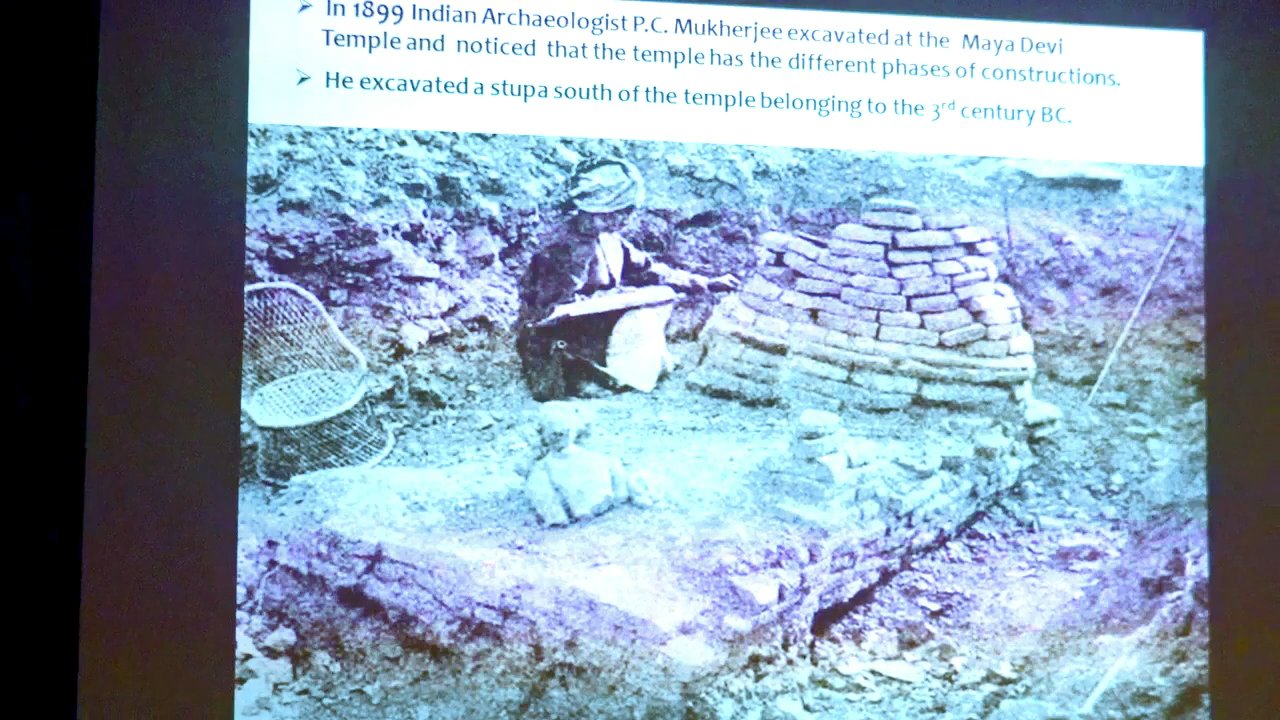 ➢ In 1899 Indian Archaeologist P.C. Mukherjee excavated at the Maya Devi
Temple and noticed that the temple has the different phases of constructions.
➢ He excavated a stupa south of the temple belonging to the 3rd century BC.